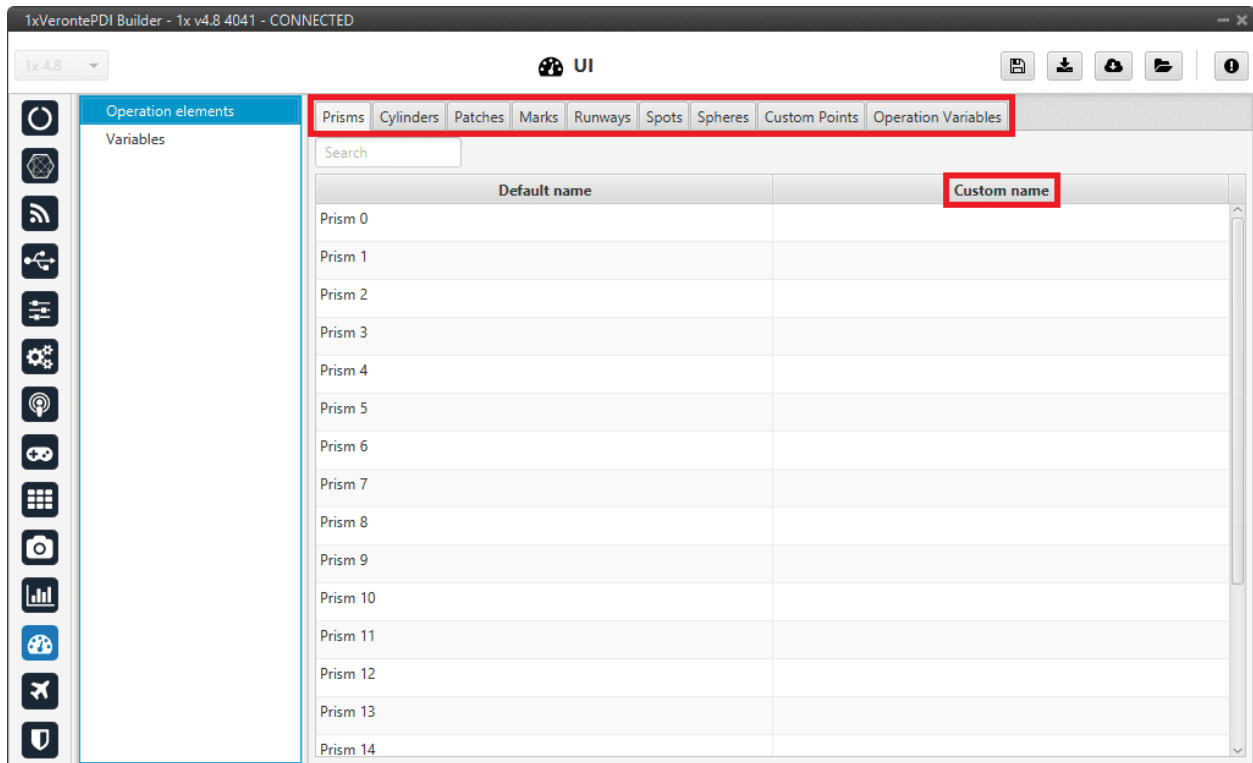 1xVerontePDI Builder - 1x v4.8 4041 - CONNECTED
1x 4.8
UI
Operation elements
Variables
Prisms Cylinders Patches Marks Runways Spots Spheres Custom Points Operation Variables
Search
Default name Custom name
Prism 0
Prism 1
Prism 2
Prism 3
Prism 4
Prism 5
Prism 6
Prism 7
Prism 8
Prism 9
Prism 10
Prism 11
Prism 12
Prism 13
Prism 14